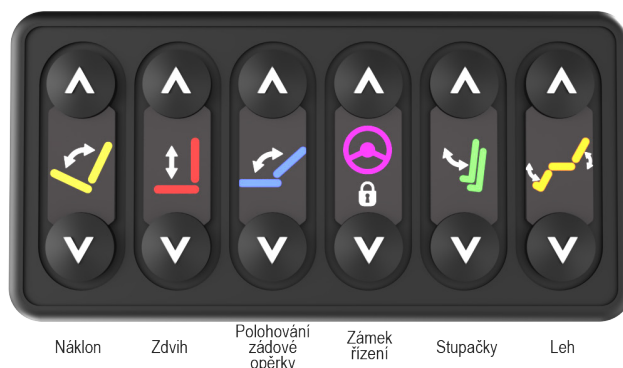 Náklon
Zdvih
Polohování
zádové
opěrky
Zámek
řízení
Stupačky
Leh